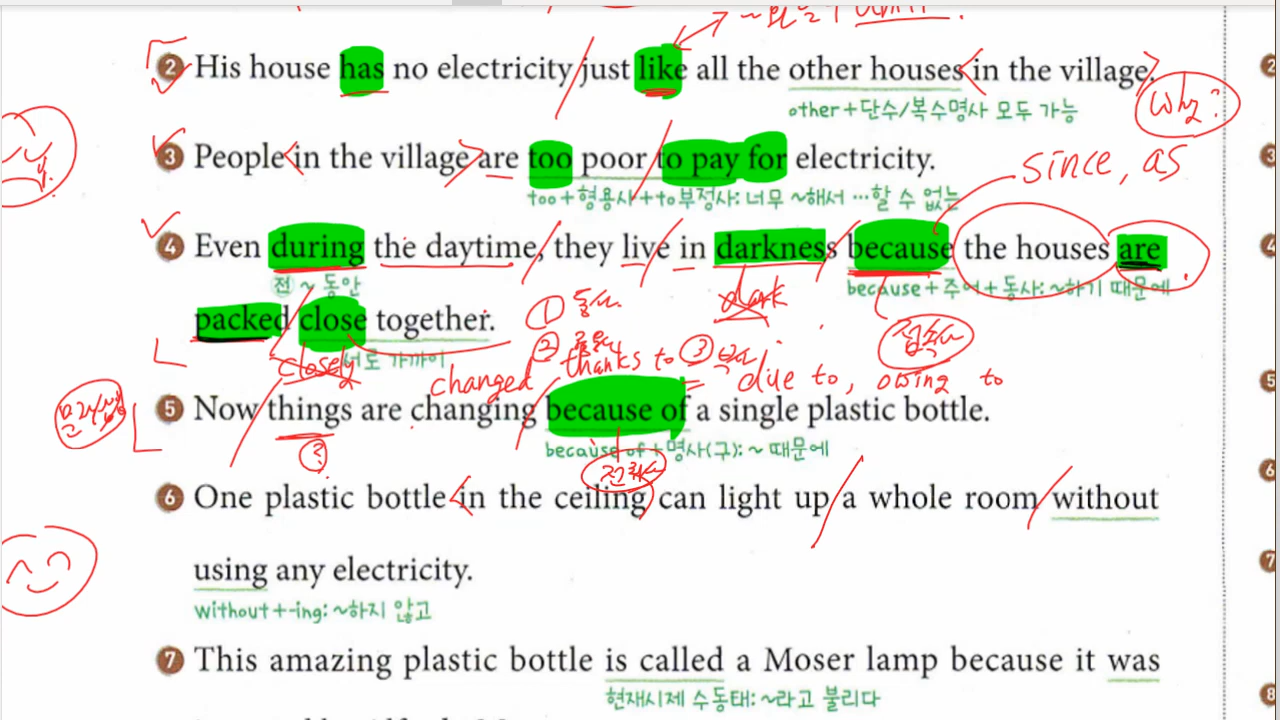 ② His house has no electricity just like all the other houses in the village.
why?
other+단수/복수명사 모두 가능
③ People in the village are too poor to pay for electricity.
since, as
too+형용사+to부정사: 너무 ~해서 …할 수 없는
④ Even during the daytime, they live in darkness because the houses are
전 ~ 동안
dark
because+주어+동사: ~하기 때문에
① 동사
packed close together.
접속사
closely
서로 가까이
②
thanks to ③
changed
= due to, owing to
⑤ Now things are changing because of a single plastic bottle.
because of+명사(구): ~ 때문에
전치사
⑥ One plastic bottle in the ceiling can light up a whole room without
using any electricity.
without+-ing: ~하지 않고
⑦ This amazing plastic bottle is called a Moser lamp because it was
현재시제 수동태: ~라고 불리다